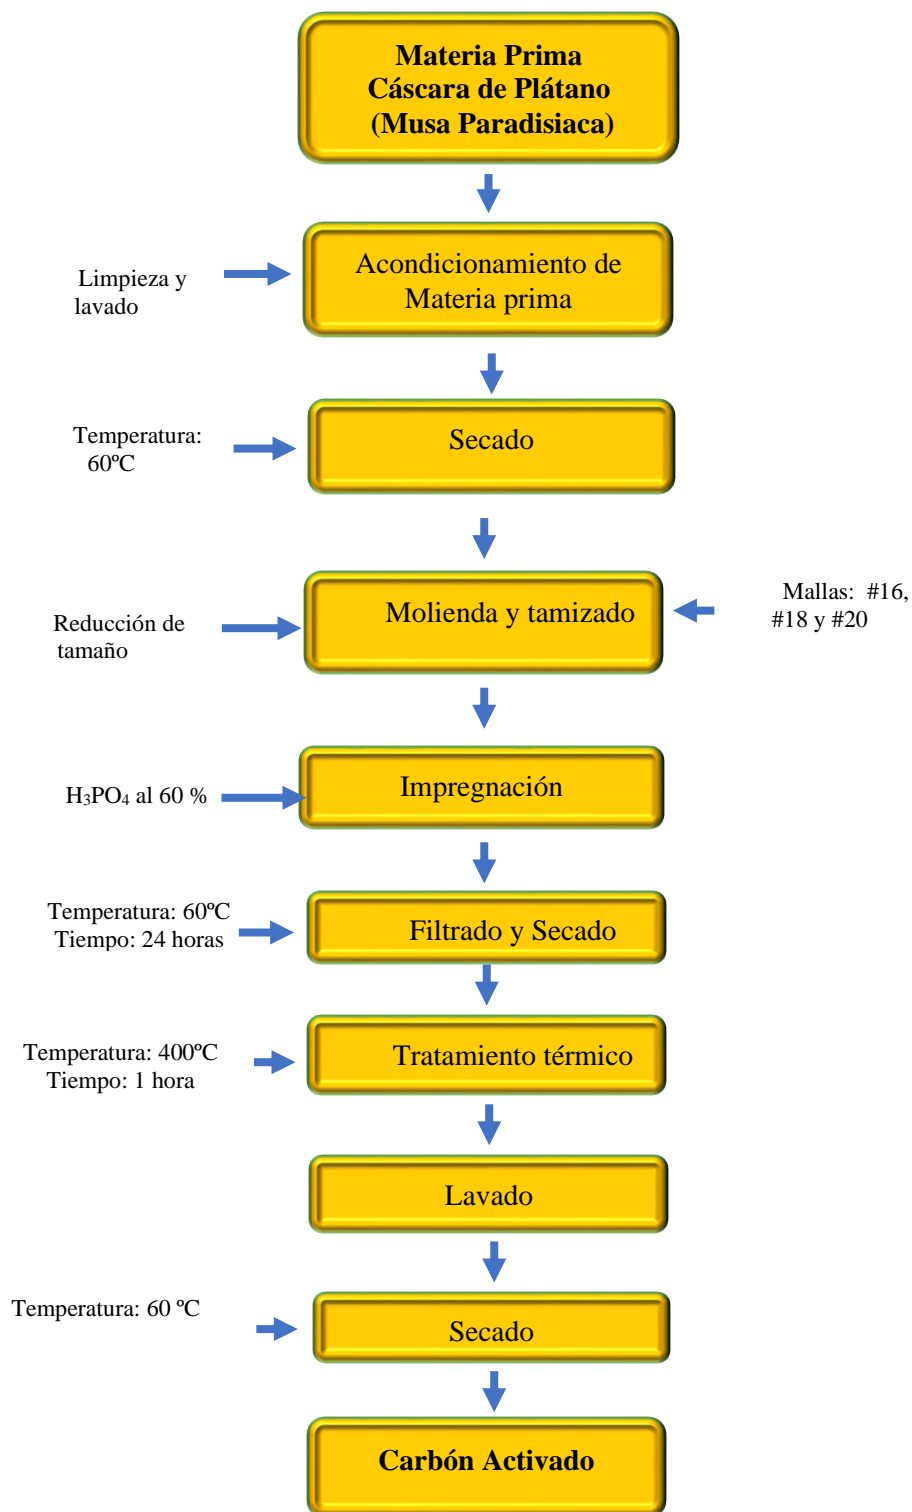 Materia Prima
Cáscara de Plátano
(Musa Paradisiaca)
Limpieza y
lavado
Acondicionamiento de
Materia prima
Temperatura:
60ºC
Secado
Reducción de
tamaño
Molienda y tamizado
Mallas: #16,
#18 y #20
H₃PO₄ al 60 %
Impregnación
Temperatura: 60ºC
Tiempo: 24 horas
Filtrado y Secado
Temperatura: 400ºC
Tiempo: 1 hora
Tratamiento térmico
Lavado
Temperatura: 60 ºC
Secado
Carbón Activado